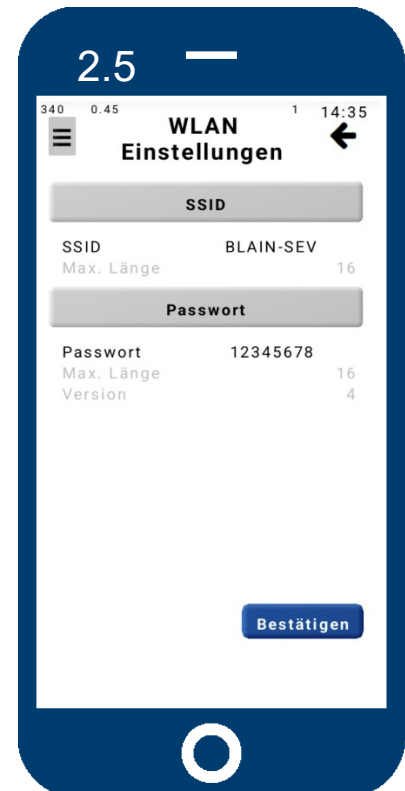 2.5
340 0.45 1 14:35
WLAN
Einstellungen
SSID
SSID BLAIN-SEV
Max. Länge 16
Passwort
Passwort 12345678
Max. Länge 16
Version 4
Bestätigen